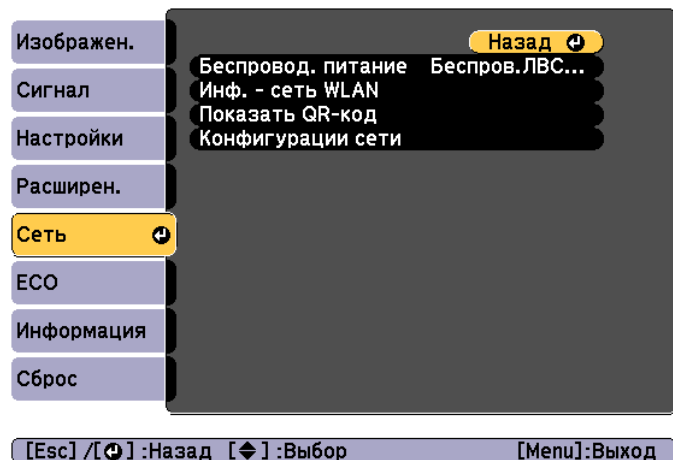 Изображен.
Сигнал
Настройки
Расширен.
Сеть
ECO
Информация
Сброс
Назад
Беспровод. питание Беспров.ЛВС...
Инф. - сеть WLAN
Показать QR-код
Конфигурации сети
[Esc] /[ ] :Назад [ ] :Выбор [Menu]:Выход